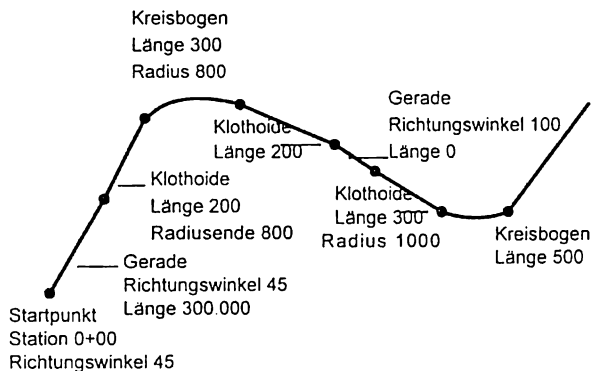 Kreisbogen
Länge 300
Radius 800
Klothoide
Länge 200
Gerade
Richtungswinkel 100
Länge 0
Klothoide
Länge 200
Radiusende 800
Klothoide
Länge 300
Radius 1000
Kreisbogen
Länge 500
Gerade
Richtungswinkel 45
Länge 300.000
Startpunkt
Station 0+00
Richtungswinkel 45